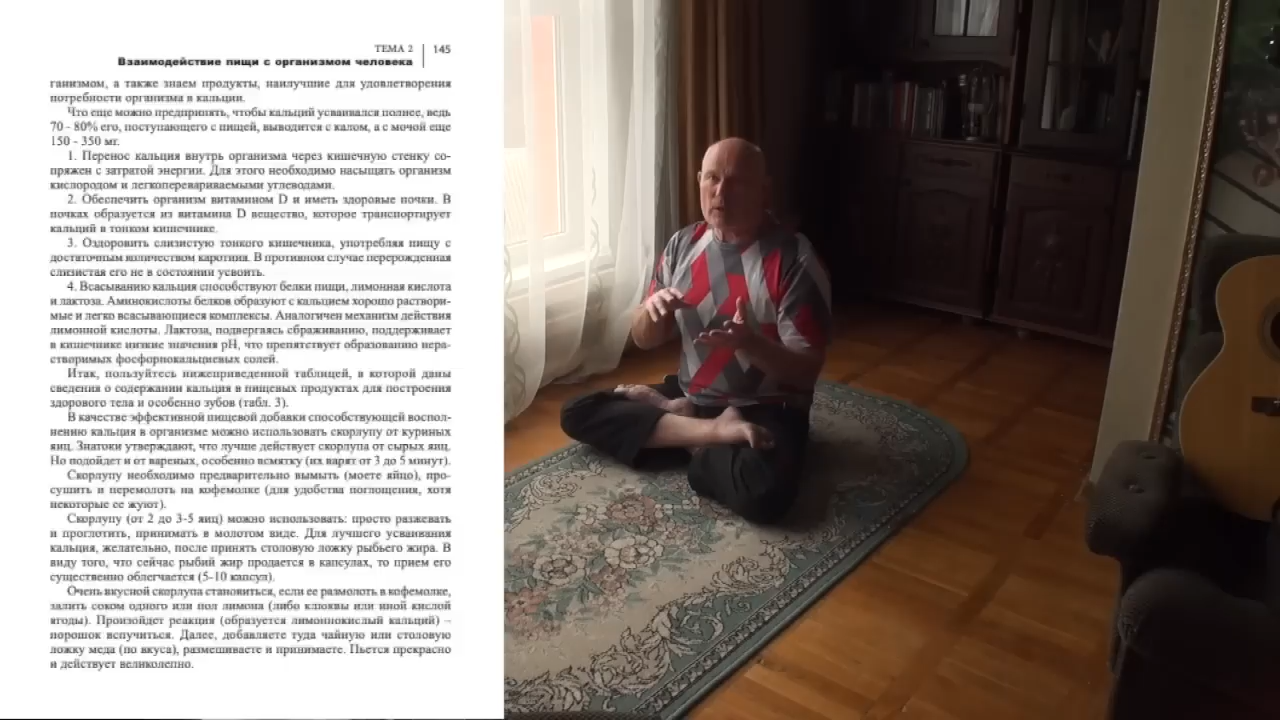 ТЕМА 2 145
Взаимодействие пищи с организмом человека
ганизмом, а также знаем продукты, наилучшие для удовлетворения
потребности организма в кальции.
Что еще можно предпринять, чтобы кальций усваивался полнее, ведь
70 - 80% его, поступающего с пищей, выводится с калом, а с мочой еще
150 - 350 мг.
1. Перенос кальция внутрь организма через кишечную стенку со-
пряжен с затратой энергии. Для этого необходимо насыщать организм
кислородом и легкоперевариваемыми углеводами.
2. Обеспечить организм витамином D и иметь здоровые почки. В
почках образуется из витамина D вещество, которое транспортирует
кальций в тонком кишечнике.
3. Оздоровить слизистую тонкого кишечника, употребляя пищу с
достаточным количеством каротина. В противном случае перерожденная
слизистая его не в состоянии усвоить.
4. Всасыванию кальция способствуют белки пищи, лимонная кислота
и лактоза. Аминокислоты белков образуют с кальцием хорошо раствори-
мые и легко всасывающиеся комплексы. Аналогичен механизм действия
лимонной кислоты. Лактоза, подвергаясь сбраживанию, поддерживает
в кишечнике низкие значения рН, что препятствует образованию нера-
створимых фосфорнокальциевых солей.
Итак, пользуйтесь нижеприведенной таблицей, в которой даны
сведения о содержании кальция в пищевых продуктах для построения
здорового тела и особенно зубов (табл. 3).
В качестве эффективной пищевой добавки способствующей воспол-
нению кальция в организме можно использовать скорлупу от куриных
яиц. Знатоки утверждают, что лучше действует скорлупа от сырых яиц.
Но подойдет и от вареных, особенно всмятку (их варят от 3 до 5 минут).
Скорлупу необходимо предварительно вымыть (моете яйцо), про-
сушить и перемолоть на кофемолке (для удобства поглощения, хотя
некоторые ее жуют).
Скорлупу (от 2 до 3-5 яиц) можно использовать: просто разжевать
и проглотить, принимать в молотом виде. Для лучшего усваивания
кальция, желательно, после принять столовую ложку рыбьего жира. В
виду того, что сейчас рыбий жир продается в капсулах, то прием его
существенно облегчается (5-10 капсул).
Очень вкусной скорлупа становиться, если ее размолоть в кофемолке,
залить соком одного или пол лимона (либо клюквы или иной кислой
ягоды). Произойдет реакция (образуется лимоннокислый кальций) –
порошок вспучиться. Далее, добавляете туда чайную или столовую
ложку меда (по вкуса), размешиваете и принимаете. Пьется прекрасно
и действует великолепно.